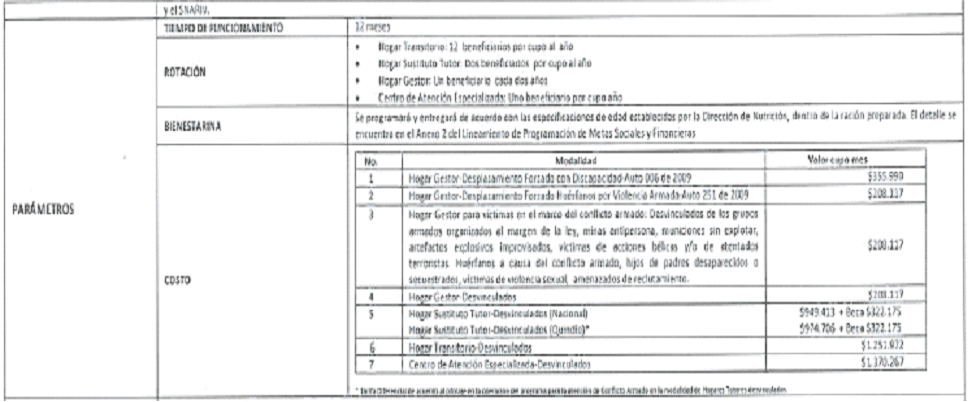 y el SNARIV.
TIEMPO DE FUNCIONAMIENTO
12 meses
ROTACIÓN
• Hogar Transitorio: 12 beneficiarios por cupo al año
• Hogar Sustituto Tutor: Dos beneficiarios por cupo al año
• Hogar Gestor: Un beneficiario cada dos años
• Centro de Atención Especializada: Uno beneficiario por cupo año
BIENESTARINA
Se programará y entregará de acuerdo con las especificaciones de edad establecidos por la Dirección de Nutrición, dentro de la ración preparada. El detalle se
encuentra en el Anexo 2 del Lineamiento de Programación de Metas Sociales y Financieras
PARÁMETROS
COSTO
No. Modalidad Valor cupo mes
1 Hogar Gestor-Desplazamiento Forzado con Discapacidad-Auto 006 de 2009 $355.990
2 Hogar Gestor-Desplazamiento Forzado Huérfanos por Violencia Armada-Auto 251 de 2009 $208.117
3 Hogar Gestor para víctimas en el marco del conflicto armado: Desvinculados de los grupos
armados organizados al margen de la ley, minas antipersona, municiones sin explotar,
artefactos explosivos improvisados, víctimas de acciones bélicas y/o de atentados
terroristas. Huérfanos a causa del conflicto armado, hijos de padres desaparecidos o
secuestrados, víctimas de violencia sexual, amenazados de reclutamiento.
$208.117
4 Hogar Gestor-Desvinculados $208.117
5 Hogar Sustituto Tutor-Desvinculados (Nacional) $949.413 + Beca $322.175
Hogar Sustituto Tutor-Desvinculados (Quindío)* $974.706 + Beca $322.175
6 Hogar Transitorio-Desvinculados
7 Centro de Atención Especializada-Desvinculados $1.370.267